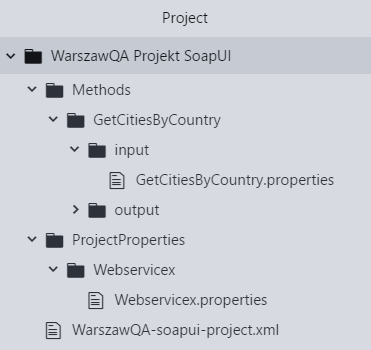 Project
WarszawQA Projekt SoapUI
Methods
GetCitiesByCountry
input
GetCitiesByCountry.properties
output
ProjectProperties
Webservicex
Webservicex.properties
WarszawQA-soapui-project.xml